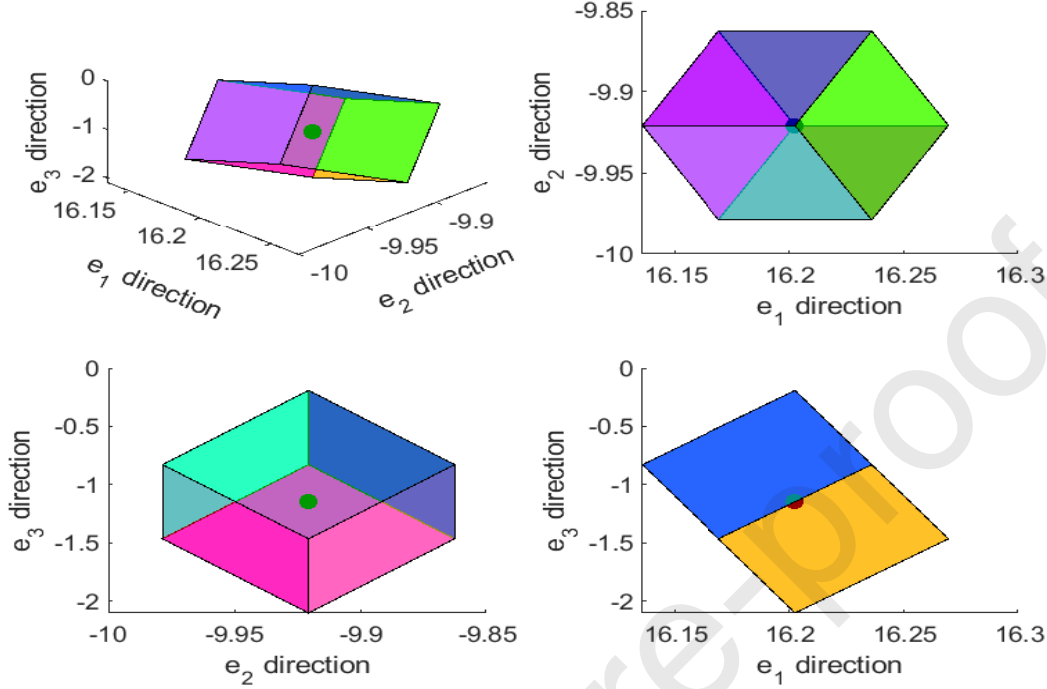 0
-1
-2
e3 direction
16.15
16.2
16.25
e1 direction
-10
-9.95
-9.9
e2 direction
-9.85
-9.9
-9.95
-10
e2 direction
16.15 16.2 16.25 16.3
e1 direction
0
-0.5
-1
-1.5
-2
e3 direction
-10 -9.95 -9.9 -9.85
e2 direction
0
-0.5
-1
-1.5
-2
e3 direction
16.15 16.2 16.25 16.3
e1 direction
re-proof